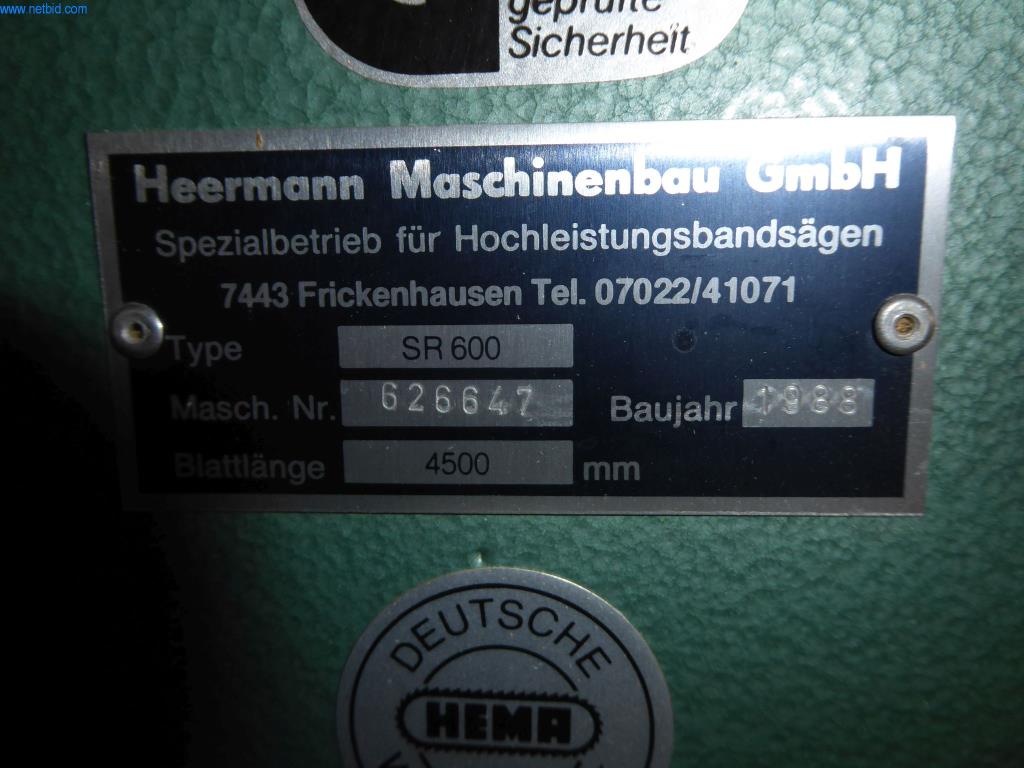 www.netbid.com
geprüfte
Sicherheit
Heermann Maschinenbau GmbH
Spezialbetrieb für Hochleistungsbandsägen
7443 Frickenhausen Tel. 07022/41071
Type SR 600
Masch. Nr. 626647 Baujahr 1988
Blattlänge 4500 mm
DEUTSCHE
HEMA